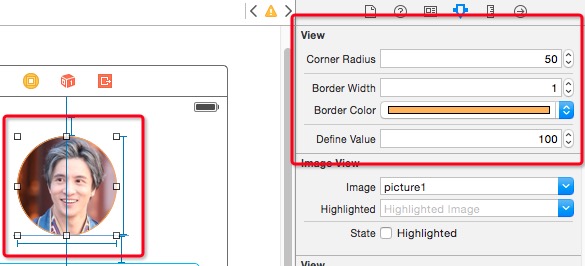 View
Corner Radius 50
Border Width 1
Border Color
Define Value 100
Image View
Image picture1
Highlighted Highlighted Image
State Highlighted
View